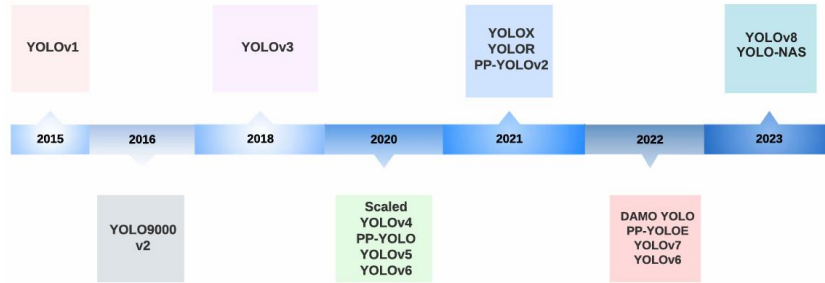 YOLOv1
YOLOv3
YOLOX
YOLOR
PP-YOLOv2
YOLOv8
YOLO-NAS
2015
2016
2018
2020
2021
2022
2023
YOLO9000
v2
Scaled
YOLOv4
PP-YOLO
YOLOv5
YOLOv6
DAMO YOLO
PP-YOLOE
YOLOv7
YOLOv6